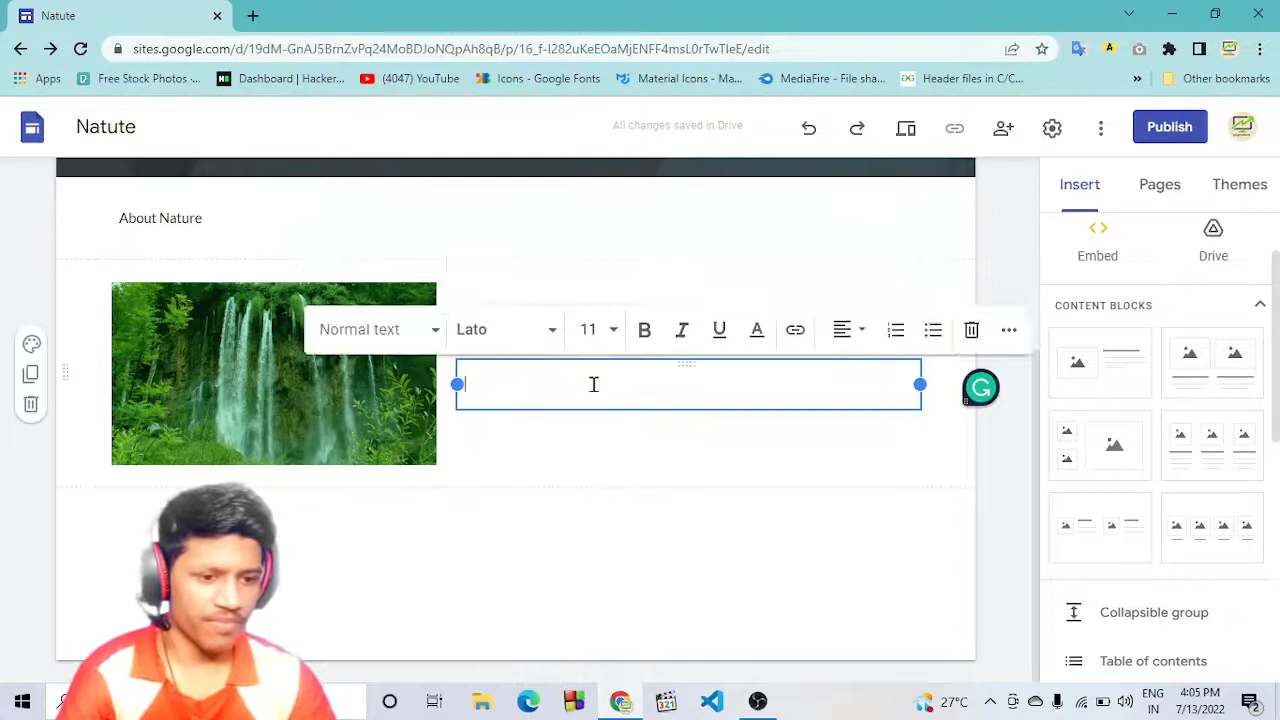 Natute
sites.google.com/d/19dM-GnAJ5BrnZvPq24MoBDJoNQpAh8qB/p/16_f-I282uKeEOaMjENFF4msL0rTwTIeE/edit
Apps
Free Stock Photos -...
Dashboard | Hacker...
(4047) YouTube
Icons - Google Fonts
Material Icons - Ma...
MediaFire - File sha...
Header files in C/C...
»
Other bookmarks
Natute
All changes saved in Drive
Publish
Insert
Pages
Themes
About Nature
Embed
Drive
CONTENT BLOCKS
Normal text
Lato
11
B
I
U
A
Collapsible group
Table of contents
27°C
ENG
IN
4:05 PM
7/13/2022
2